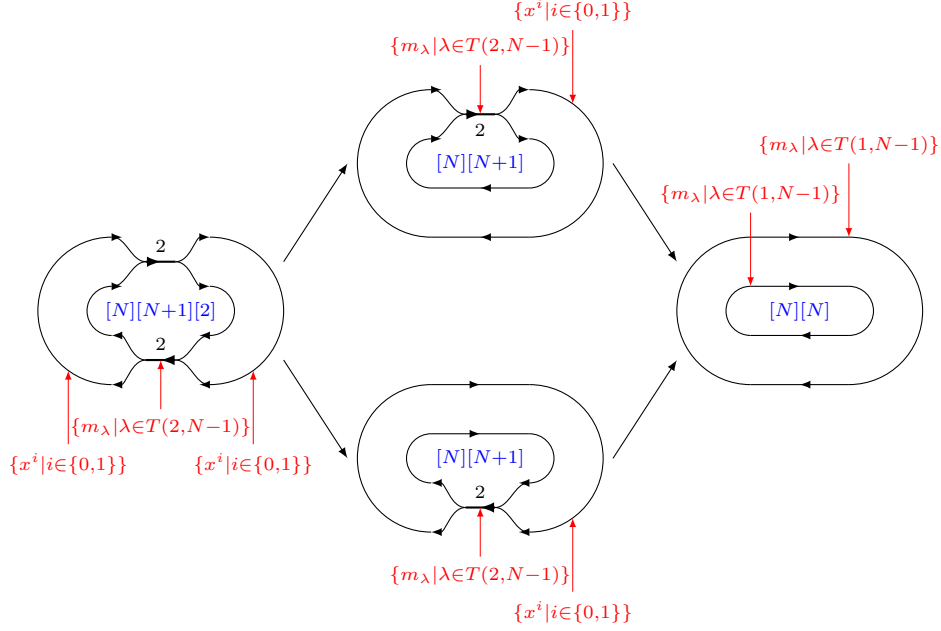 {x^i|i∈{0,1}}
{m_λ|λ∈T(2,N−1)}
2
[N][N+1]
{m_λ|λ∈T(1,N−1)}
{m_λ|λ∈T(1,N−1)}
2
[N][N+1][2]
[N][N]
2
{m_λ|λ∈T(2,N−1)}
{x^i|i∈{0,1}}
{x^i|i∈{0,1}}
[N][N+1]
2
{m_λ|λ∈T(2,N−1)}
{x^i|i∈{0,1}}